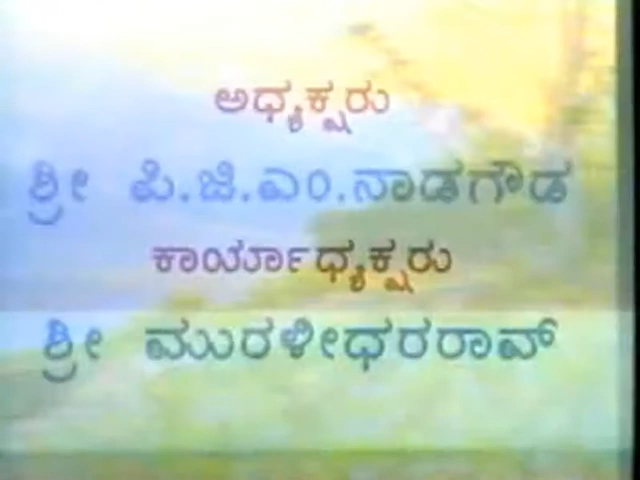 ಅಧ್ಯಕ್ಷರು
ಶ್ರೀ ಪಿ.ಜಿ.ಎಂ.ನಾಡಗೌಡ
ಕಾರ್ಯಾಧ್ಯಕ್ಷರು
ಶ್ರೀ ಮುರಳೀಧರರಾವ್